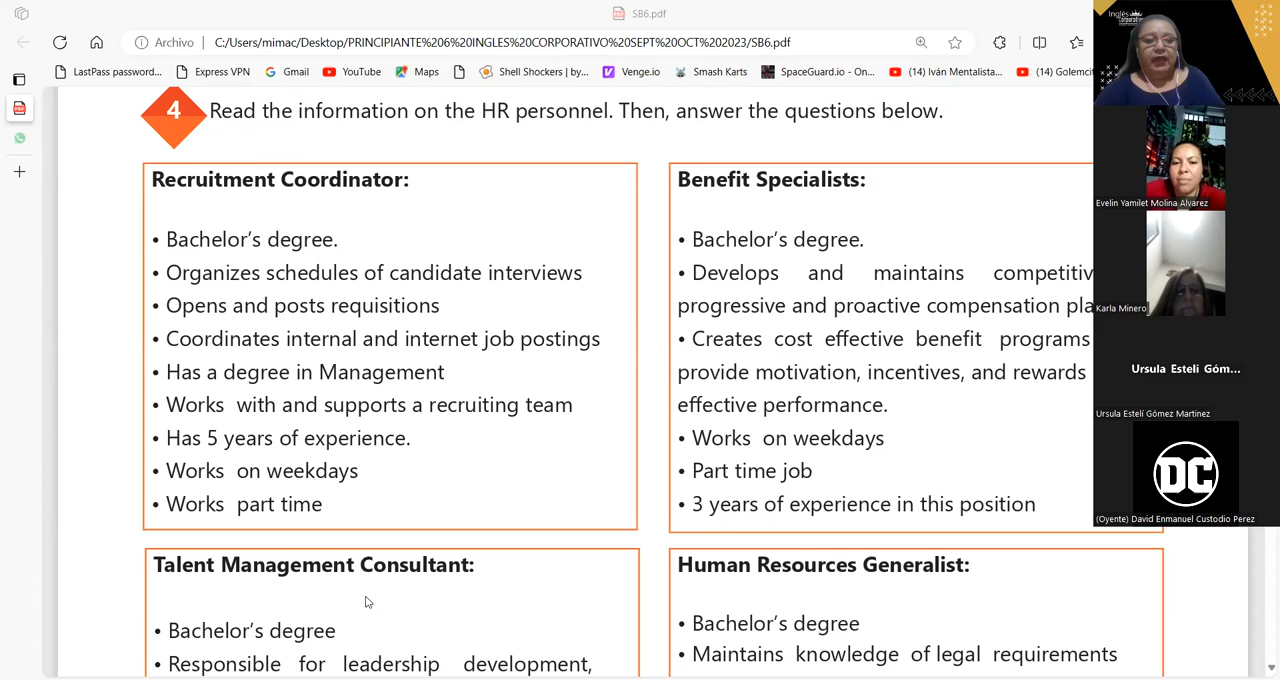 SB6.pdf
Archivo
C:/Users/mimac/Desktop/PRINCIPIANTE%206%20INGLES%20CORPORATIVO%20SEPT%20OCT%202023/SB6.pdf
LastPass password...
Express VPN
Gmail
YouTube
Maps
Shell Shockers | by...
Venge.io
Smash Karts
SpaceGuard.io - On...
(14) Iván Mentalista...
(14) Golemcit
4 Read the information on the HR personnel. Then, answer the questions below.
Recruitment Coordinator:
• Bachelor’s degree.
• Organizes schedules of candidate interviews
• Opens and posts requisitions
• Coordinates internal and internet job postings
• Has a degree in Management
• Works with and supports a recruiting team
• Has 5 years of experience.
• Works on weekdays
• Works part time
Benefit Specialists:
• Bachelor’s degree.
• Develops and maintains competitiv
progressive and proactive compensation pla
• Creates cost effective benefit programs
provide motivation, incentives, and rewards
effective performance.
• Works on weekdays
• Part time job
• 3 years of experience in this position
Talent Management Consultant:
• Bachelor’s degree
• Responsible for leadership development,
Human Resources Generalist:
• Bachelor’s degree
• Maintains knowledge of legal requirements
Inglés
Corporativo
Evelin Yamilet Molina Alvarez
Karla Minero
Ursula Estelí Góm...
Ursula Estelí Gómez Martinez
DC
(Oyente) David Enmanuel Custodio Perez